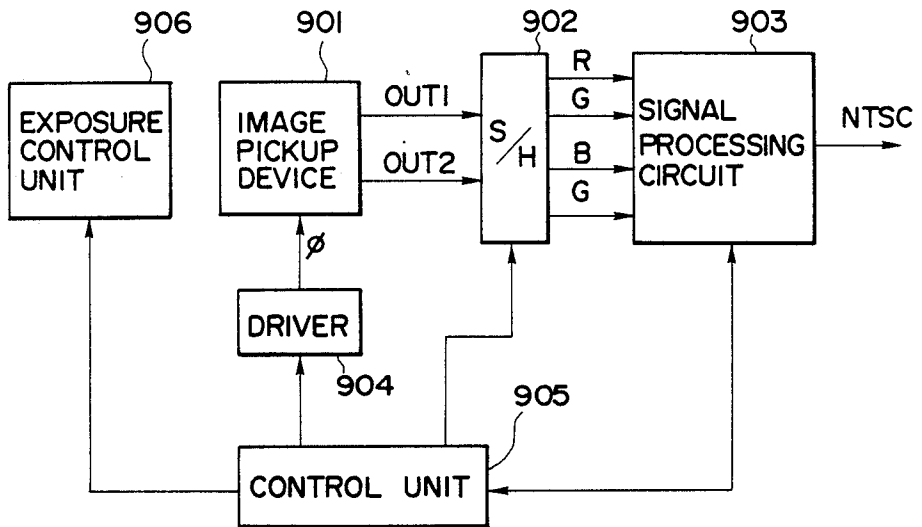 906
901
902
903
EXPOSURE
CONTROL
UNIT
IMAGE
PICKUP
DEVICE
OUT1
OUT2
S/H
R
G
B
G
SIGNAL
PROCESSING
CIRCUIT
NTSC
φ
DRIVER
904
905
CONTROL UNIT